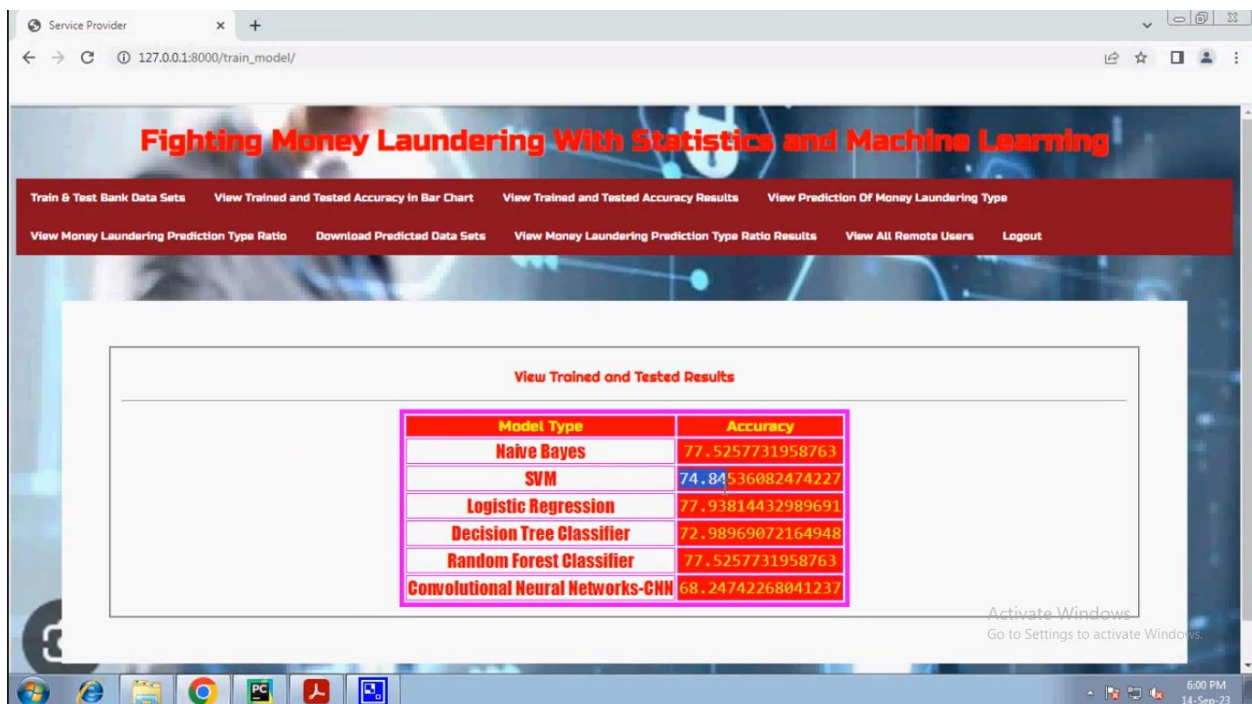 Service Provider
127.0.0.1:8000/train_model/
Fighting Money Laundering With Statistics and Machine Learning
Train & Test Bank Data Sets View Trained and Tested Accuracy in Bar Chart View Trained and Tested Accuracy Results View Prediction Of Money Laundering Type
View Money Laundering Prediction Type Ratio Download Predicted Data Sets View Money Laundering Prediction Type Ratio Results View All Remote Users Logout
View Trained and Tested Results
Model Type Accuracy
Naive Bayes 77.5257731958763
SVM 74.84536082474227
Logistic Regression 77.93814432989691
Decision Tree Classifier 72.98969072164948
Random Forest Classifier 77.5257731958763
Convolutional Neural Networks-CNN 68.24742268041237
Activate Windows
Go to Settings to activate Windows.
PC
6:00 PM
14-Sep-23